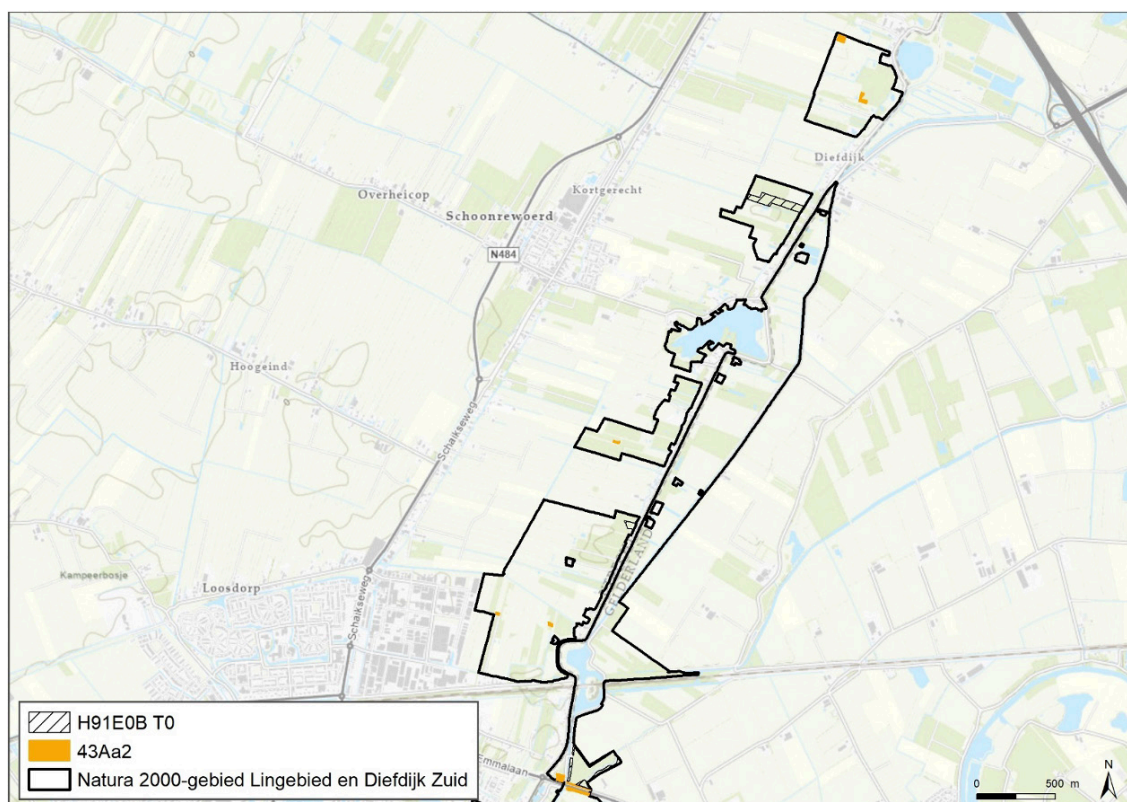 Diefdijk
Overheicop
Kortgerecht
Schoonrewoerd
N484
Hoogeind
Schaikseweg
GELDERLAND
Kampeerbosje
Loosdorp
Schaikseweg
H91E0B T0
43Aa2
Natura 2000-gebied Lingebied en Diefdijk Zuid
Emmalaan
N
0 500 m